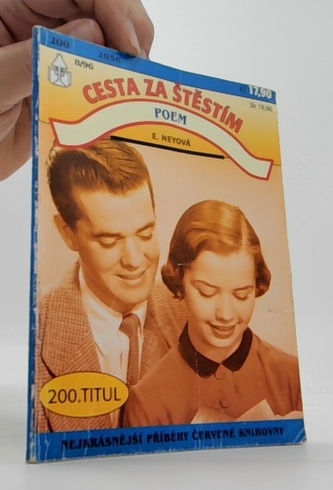 200 2056
8/96
Kč 17,90
Sk 19,90
CESTA ZA ŠTĚSTÍM
POEM
E. NEYOVÁ
200.TITUL
NEJKRÁSNĚJŠÍ PŘÍBĚHY ČERVENÉ KNIHOVNY